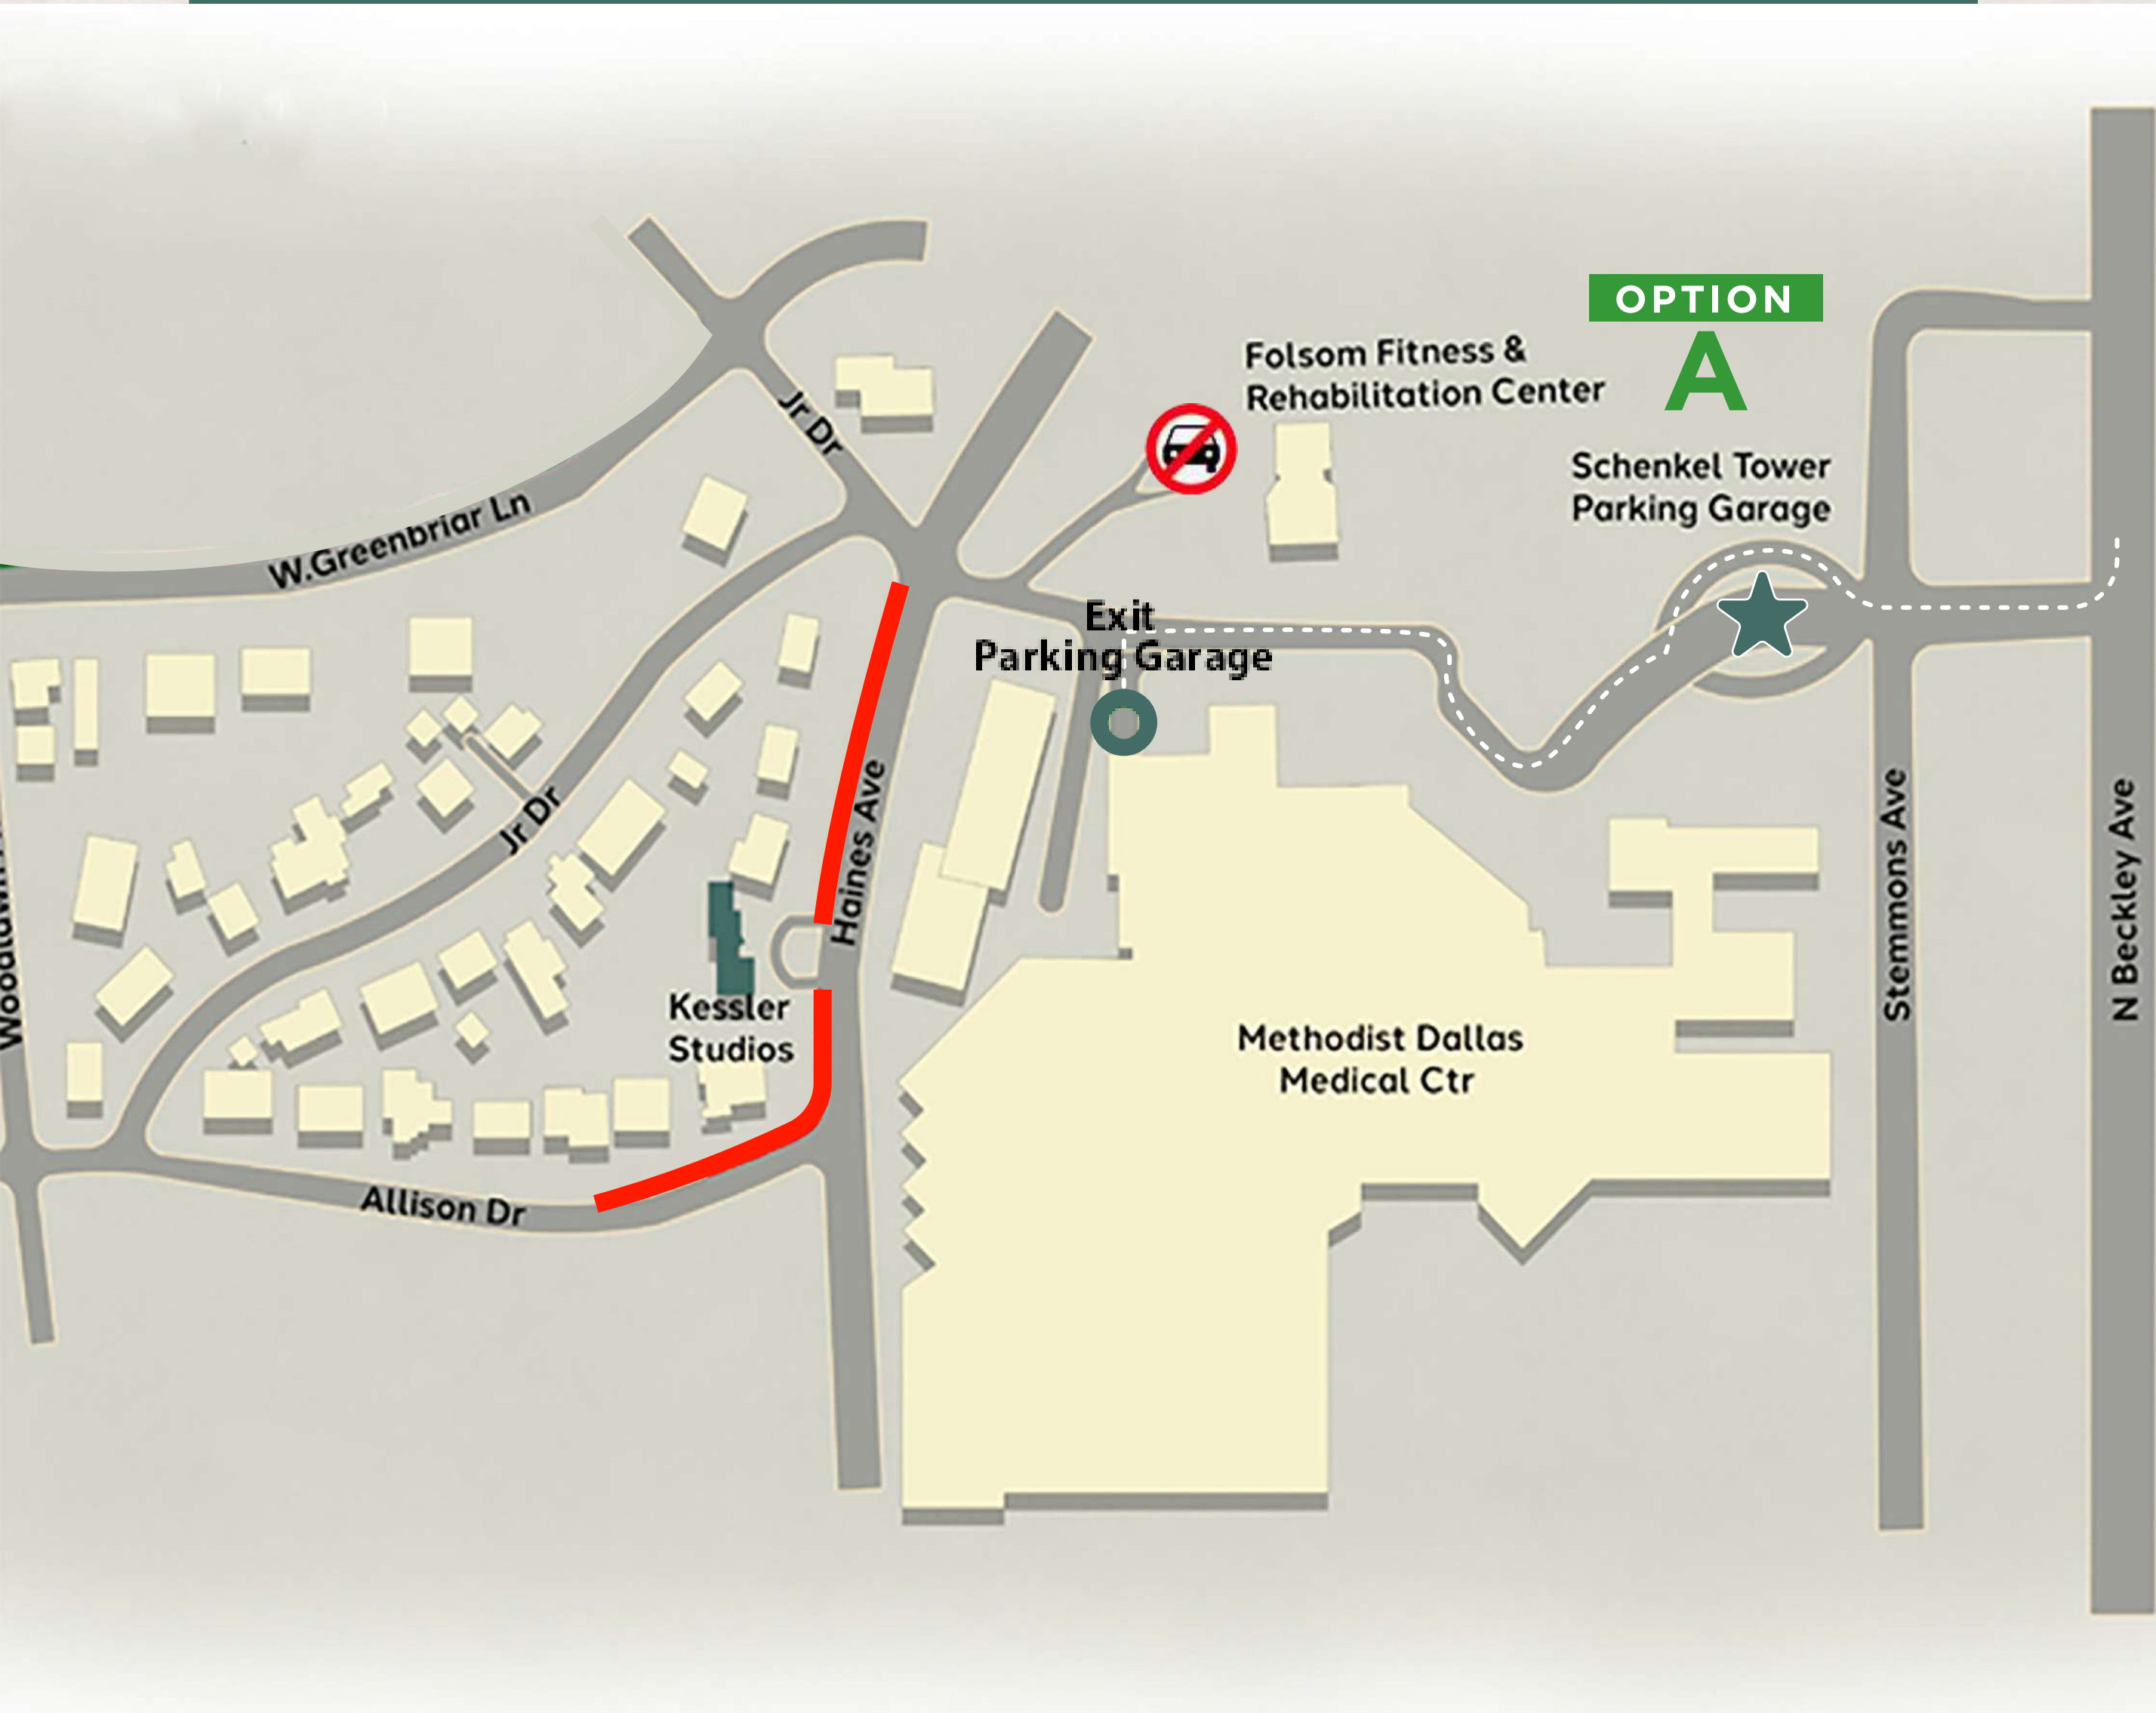 OPTION
A
Folsom Fitness &
Rehabilitation Center
Schenkel Tower
Parking Garage
Jr Dr
W.Greenbriar Ln
Exit
Parking Garage
Jr Dr
Haines Ave
Stemmons Ave
N Beckley Ave
Kessler
Studios
Methodist Dallas
Medical Ctr
Allison Dr